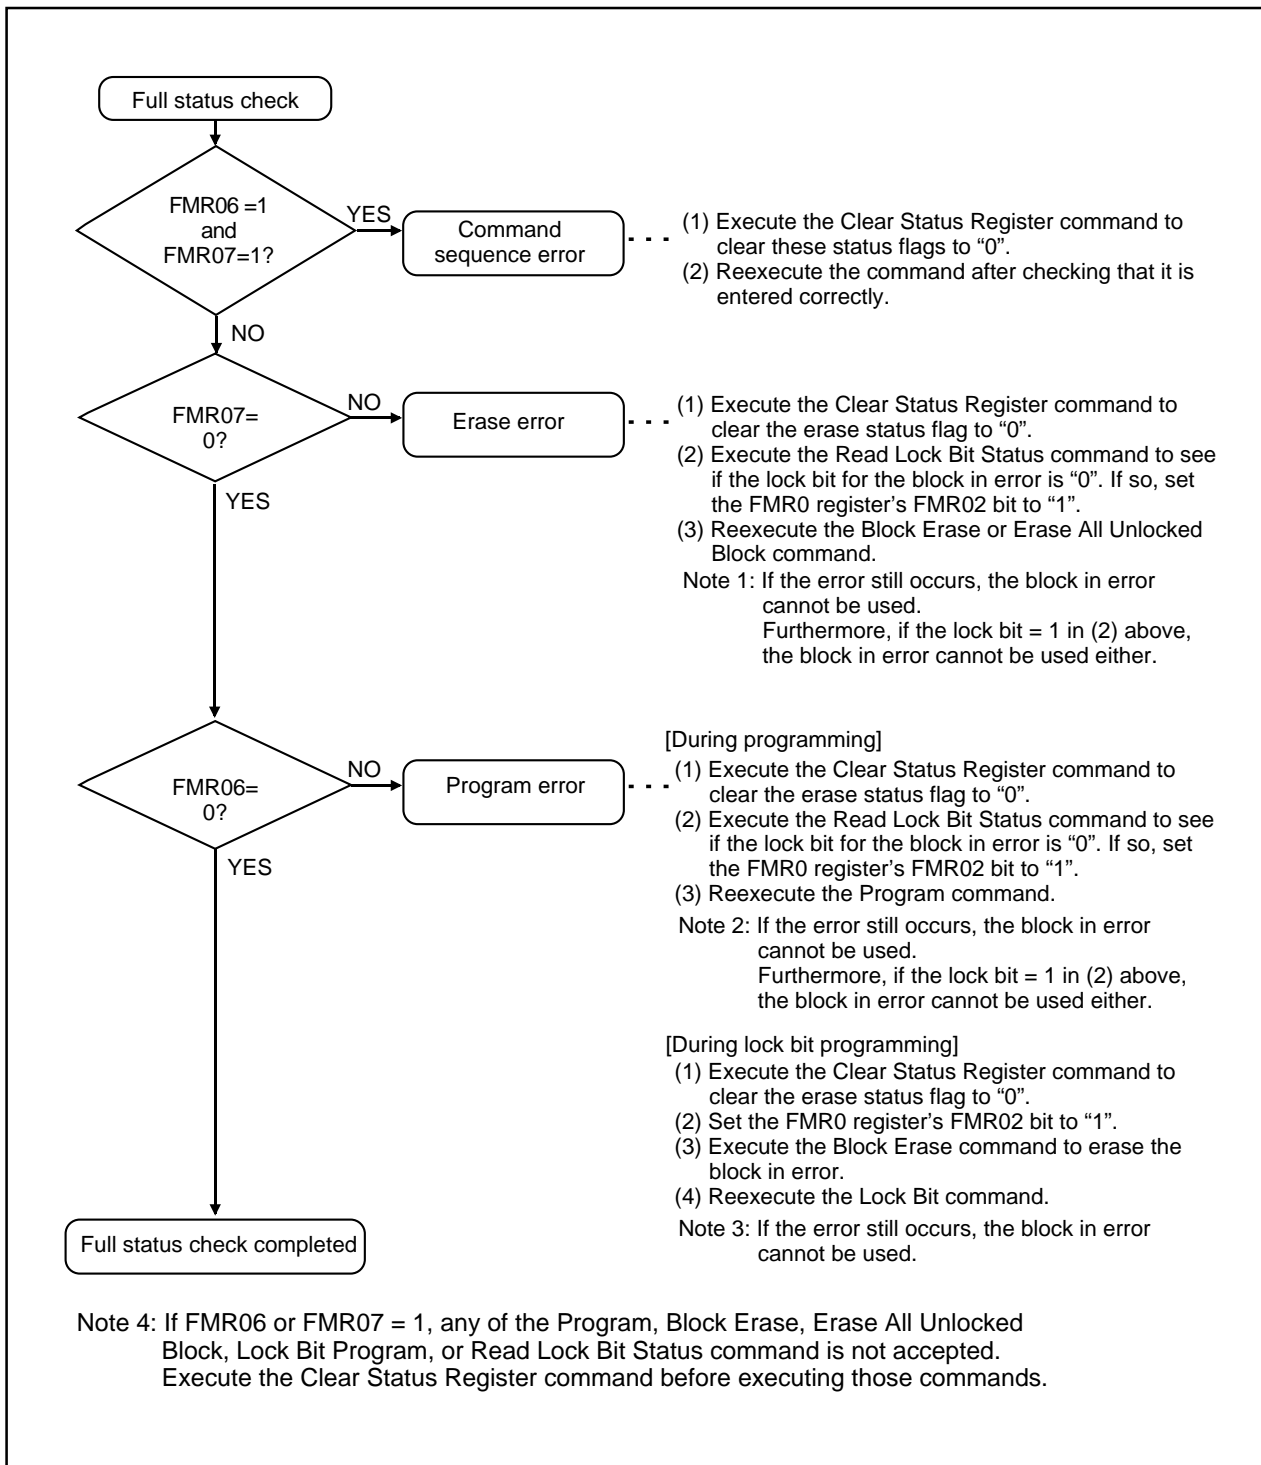 Full status check
FMR06 =1
and
FMR07=1?
YES
Command
sequence error
(1) Execute the Clear Status Register command to
clear these status flags to “0”.
(2) Reexecute the command after checking that it is
entered correctly.
NO
FMR07=
0?
NO
Erase error
(1) Execute the Clear Status Register command to
clear the erase status flag to “0”.
(2) Execute the Read Lock Bit Status command to see
if the lock bit for the block in error is “0”. If so, set
the FMR0 register’s FMR02 bit to “1”.
(3) Reexecute the Block Erase or Erase All Unlocked
Block command.
Note 1: If the error still occurs, the block in error
cannot be used.
Furthermore, if the lock bit = 1 in (2) above,
the block in error cannot be used either.
YES
FMR06=
0?
NO
Program error
[During programming]
(1) Execute the Clear Status Register command to
clear the erase status flag to “0”.
(2) Execute the Read Lock Bit Status command to see
if the lock bit for the block in error is “0”. If so, set
the FMR0 register’s FMR02 bit to “1”.
(3) Reexecute the Program command.
Note 2: If the error still occurs, the block in error
cannot be used.
Furthermore, if the lock bit = 1 in (2) above,
the block in error cannot be used either.
[During lock bit programming]
(1) Execute the Clear Status Register command to
clear the erase status flag to “0”.
(2) Set the FMR0 register’s FMR02 bit to “1”.
(3) Execute the Block Erase command to erase the
block in error.
(4) Reexecute the Lock Bit command.
Note 3: If the error still occurs, the block in error
cannot be used.
YES
Full status check completed
Note 4: If FMR06 or FMR07 = 1, any of the Program, Block Erase, Erase All Unlocked
Block, Lock Bit Program, or Read Lock Bit Status command is not accepted.
Execute the Clear Status Register command before executing those commands.